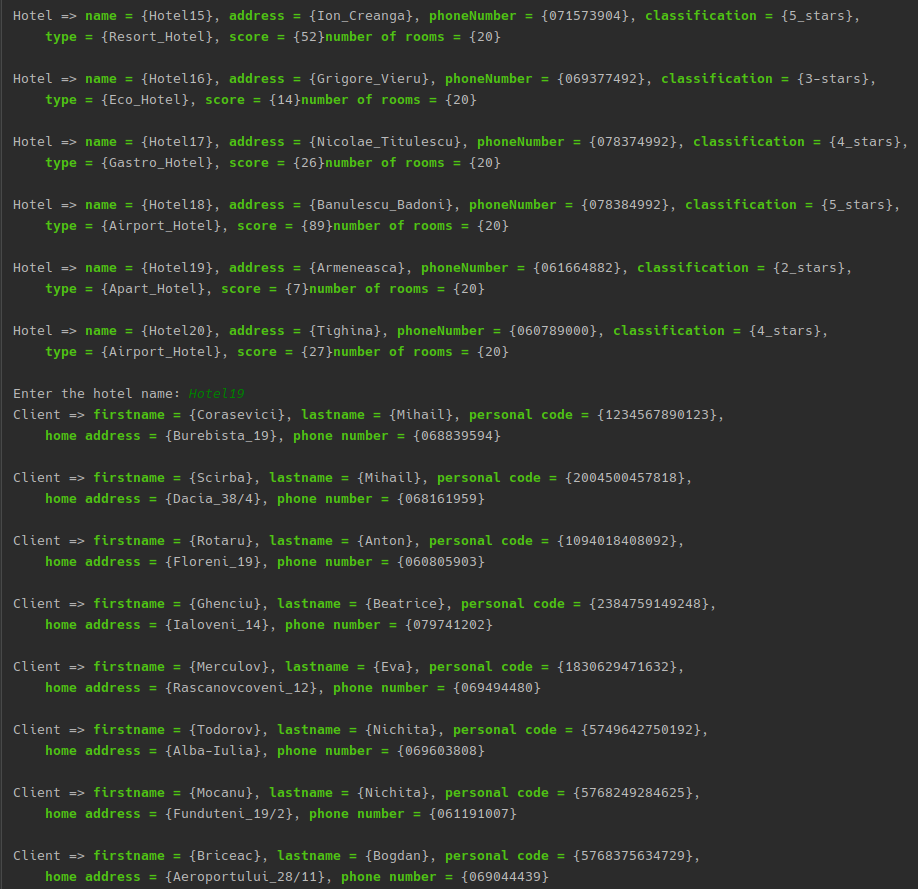 Hotel => name = {Hotel15}, address = {Ion_Creanga}, phoneNumber = {071573904}, classification = {5_stars},
type = {Resort_Hotel}, score = {52}number of rooms = {20}
Hotel => name = {Hotel16}, address = {Grigore_Vieru}, phoneNumber = {069377492}, classification = {3-stars},
type = {Eco_Hotel}, score = {14}number of rooms = {20}
Hotel => name = {Hotel17}, address = {Nicolae_Titulescu}, phoneNumber = {078374992}, classification = {4_stars},
type = {Gastro_Hotel}, score = {26}number of rooms = {20}
Hotel => name = {Hotel18}, address = {Banulescu_Badoni}, phoneNumber = {078384992}, classification = {5_stars},
type = {Airport_Hotel}, score = {89}number of rooms = {20}
Hotel => name = {Hotel19}, address = {Armeneasca}, phoneNumber = {061664882}, classification = {2_stars},
type = {Apart_Hotel}, score = {7}number of rooms = {20}
Hotel => name = {Hotel20}, address = {Tighina}, phoneNumber = {060789000}, classification = {4_stars},
type = {Airport_Hotel}, score = {27}number of rooms = {20}
Enter the hotel name: Hotel19
Client => firstname = {Corasevici}, lastname = {Mihail}, personal code = {1234567890123},
home address = {Burebista_19}, phone number = {068839594}
Client => firstname = {Scirba}, lastname = {Mihail}, personal code = {2004500457818},
home address = {Dacia_38/4}, phone number = {068161959}
Client => firstname = {Rotaru}, lastname = {Anton}, personal code = {1094018408092},
home address = {Floreni_19}, phone number = {060805903}
Client => firstname = {Ghenciu}, lastname = {Beatrice}, personal code = {2384759149248},
home address = {Ialoveni_14}, phone number = {079741202}
Client => firstname = {Merculov}, lastname = {Eva}, personal code = {1830629471632},
home address = {Rascanovcoveni_12}, phone number = {069494480}
Client => firstname = {Todorov}, lastname = {Nichita}, personal code = {5749642750192},
home address = {Alba-Iulia}, phone number = {069603808}
Client => firstname = {Mocanu}, lastname = {Nichita}, personal code = {5768249284625},
home address = {Funduteni_19/2}, phone number = {061191007}
Client => firstname = {Briceac}, lastname = {Bogdan}, personal code = {5768375634729},
home address = {Aeroportului_28/11}, phone number = {069044439}